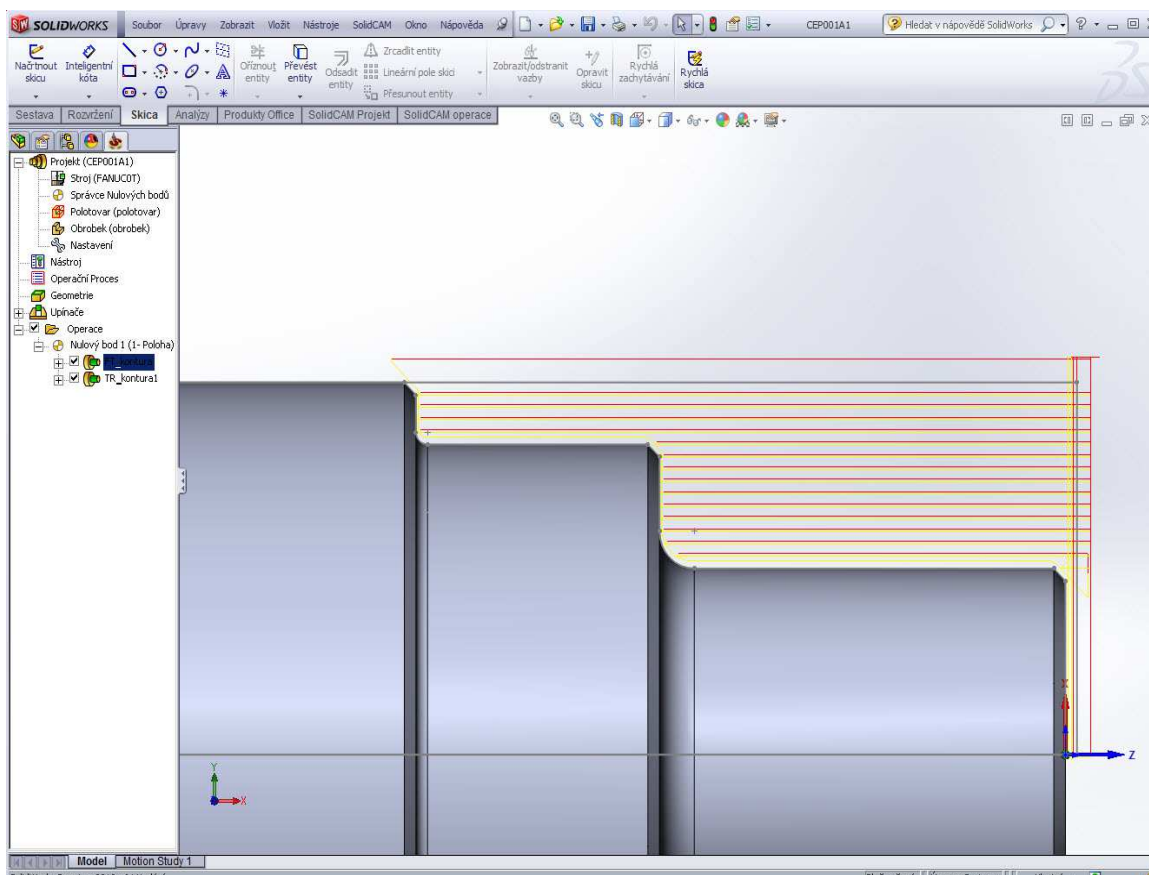 SOLIDWORKS Soubor Úpravy Zobrazit Vložit Nástroje SolidCAM Okno Nápověda CEP001A1 Hledat v nápovědě SolidWorks
Načrtnout skicu
Inteligentní kóta
Oříznout entity
Převést entity
Odsadit entity
Zrcadlit entity
Lineární pole skici
Přesunout entity
Zobrazit/odstranit vazby
Opravit skicu
Rychlá zachytávání
Rychlá skica
Sestava Rozvržení Skica Analýzy Produkty Office SolidCAM Projekt SolidCAM operace
Projekt (CEP001A1)
Stroj (FANUC0T)
Správce Nulových bodů
Polotovar (polotovar)
Obrobek (obrobek)
Nastavení
Nástroj
Operační Proces
Geometrie
Upínače
Operace
Nulový bod 1 (1- Poloha)
TR_kontura1
X
Z
Y
X
Model Motion Study 1